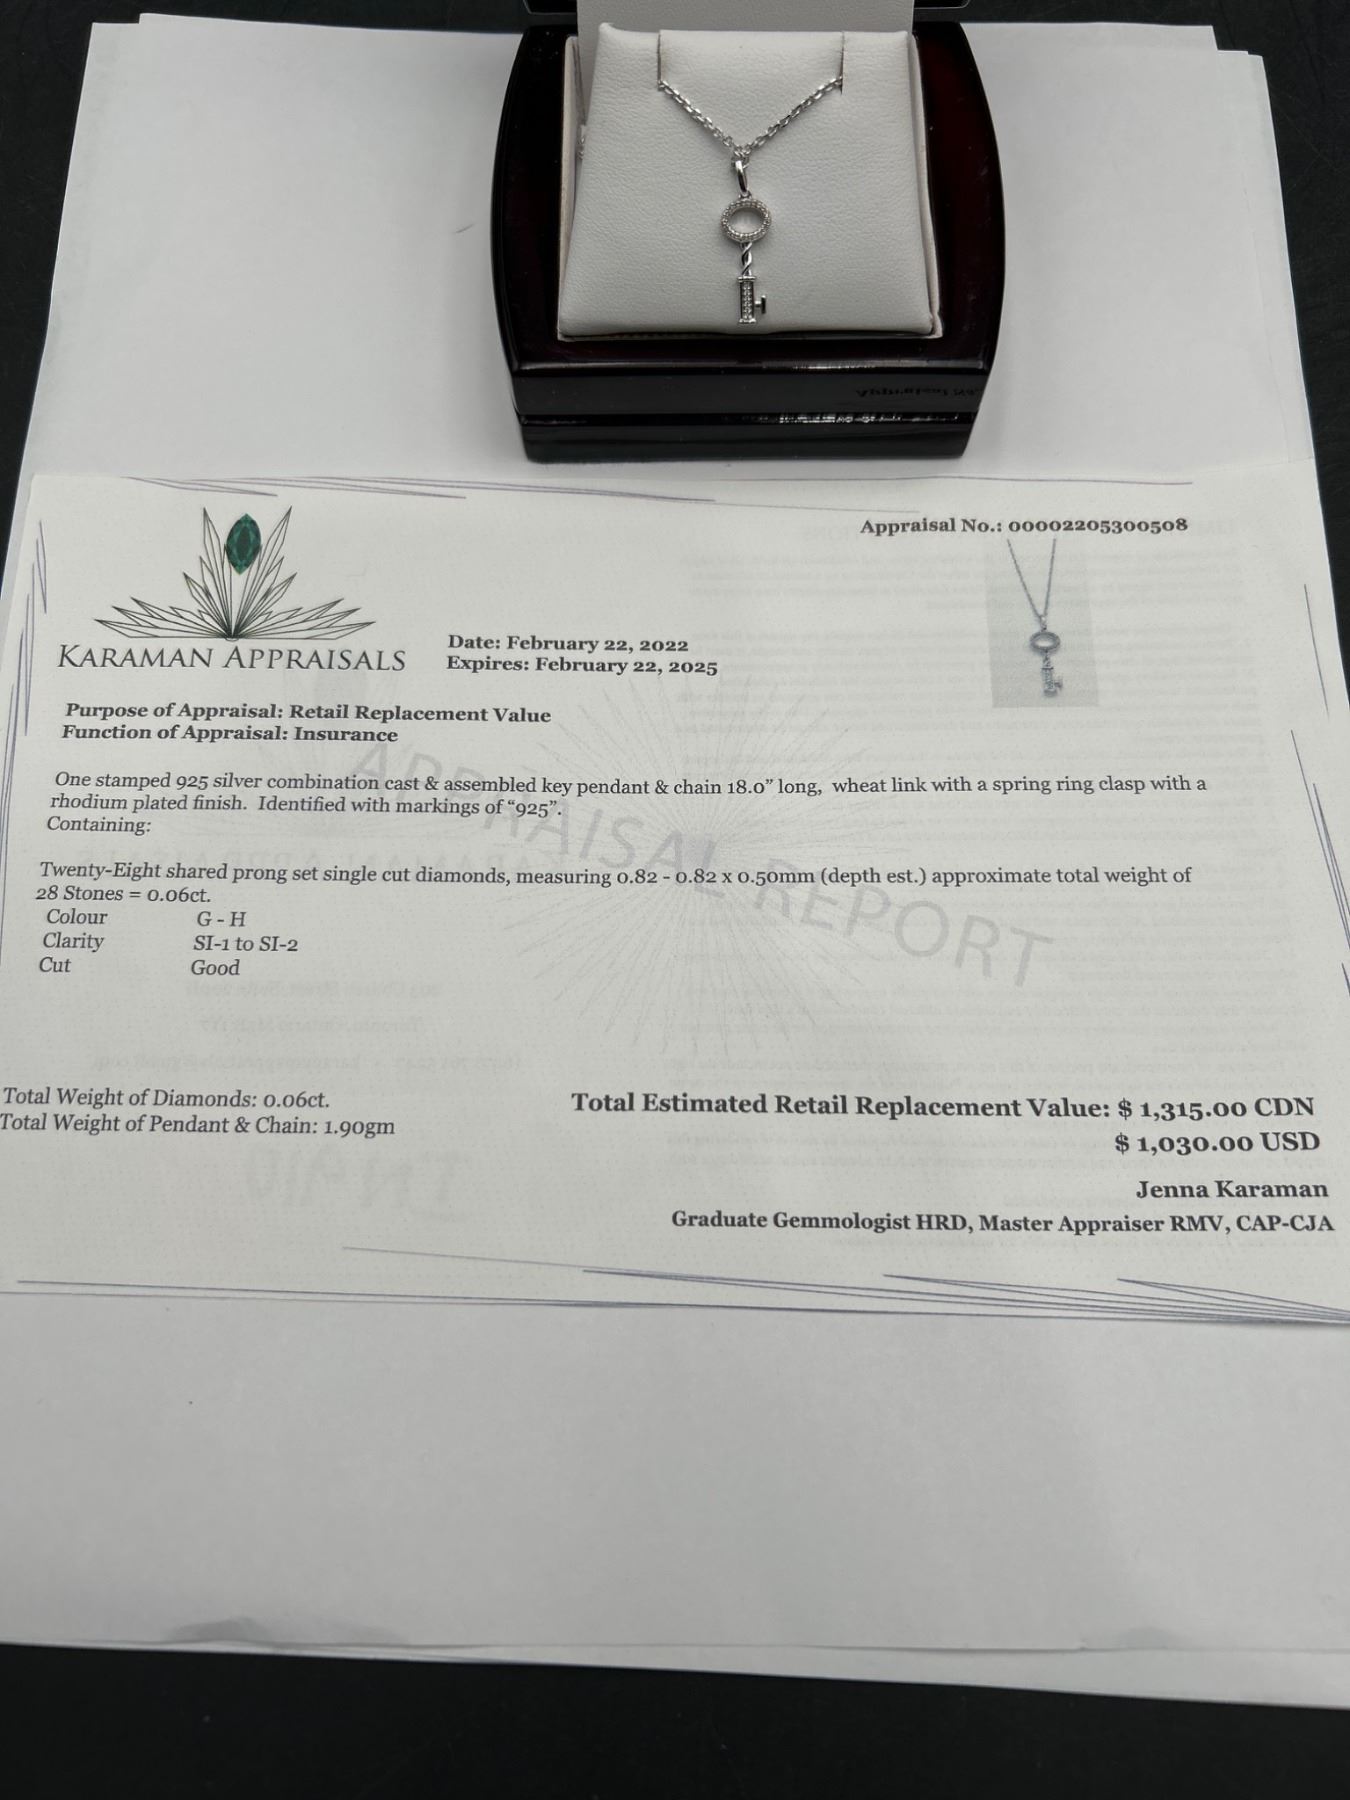 Appraisal No.: 00002205300508
KARAMAN APPRAISALS
Date: February 22, 2022
Expires: February 22, 2025
Purpose of Appraisal: Retail Replacement Value
Function of Appraisal: Insurance
One stamped 925 silver combination cast & assembled key pendant & chain 18.0” long, wheat link with a spring ring clasp with a
rhodium plated finish. Identified with markings of “925”.
Containing:
APPRAISAL REPORT
Twenty-Eight shared prong set single cut diamonds, measuring 0.82 - 0.82 x 0.50mm (depth est.) approximate total weight of
28 Stones = 0.06ct.
Colour G - H
Clarity SI-1 to SI-2
Cut Good
Total Weight of Diamonds: 0.06ct.
Total Weight of Pendant & Chain: 1.90gm
Total Estimated Retail Replacement Value: $ 1,315.00 CDN
$ 1,030.00 USD
Jenna Karaman
Graduate Gemmologist HRD, Master Appraiser RMV, CAP-CJA